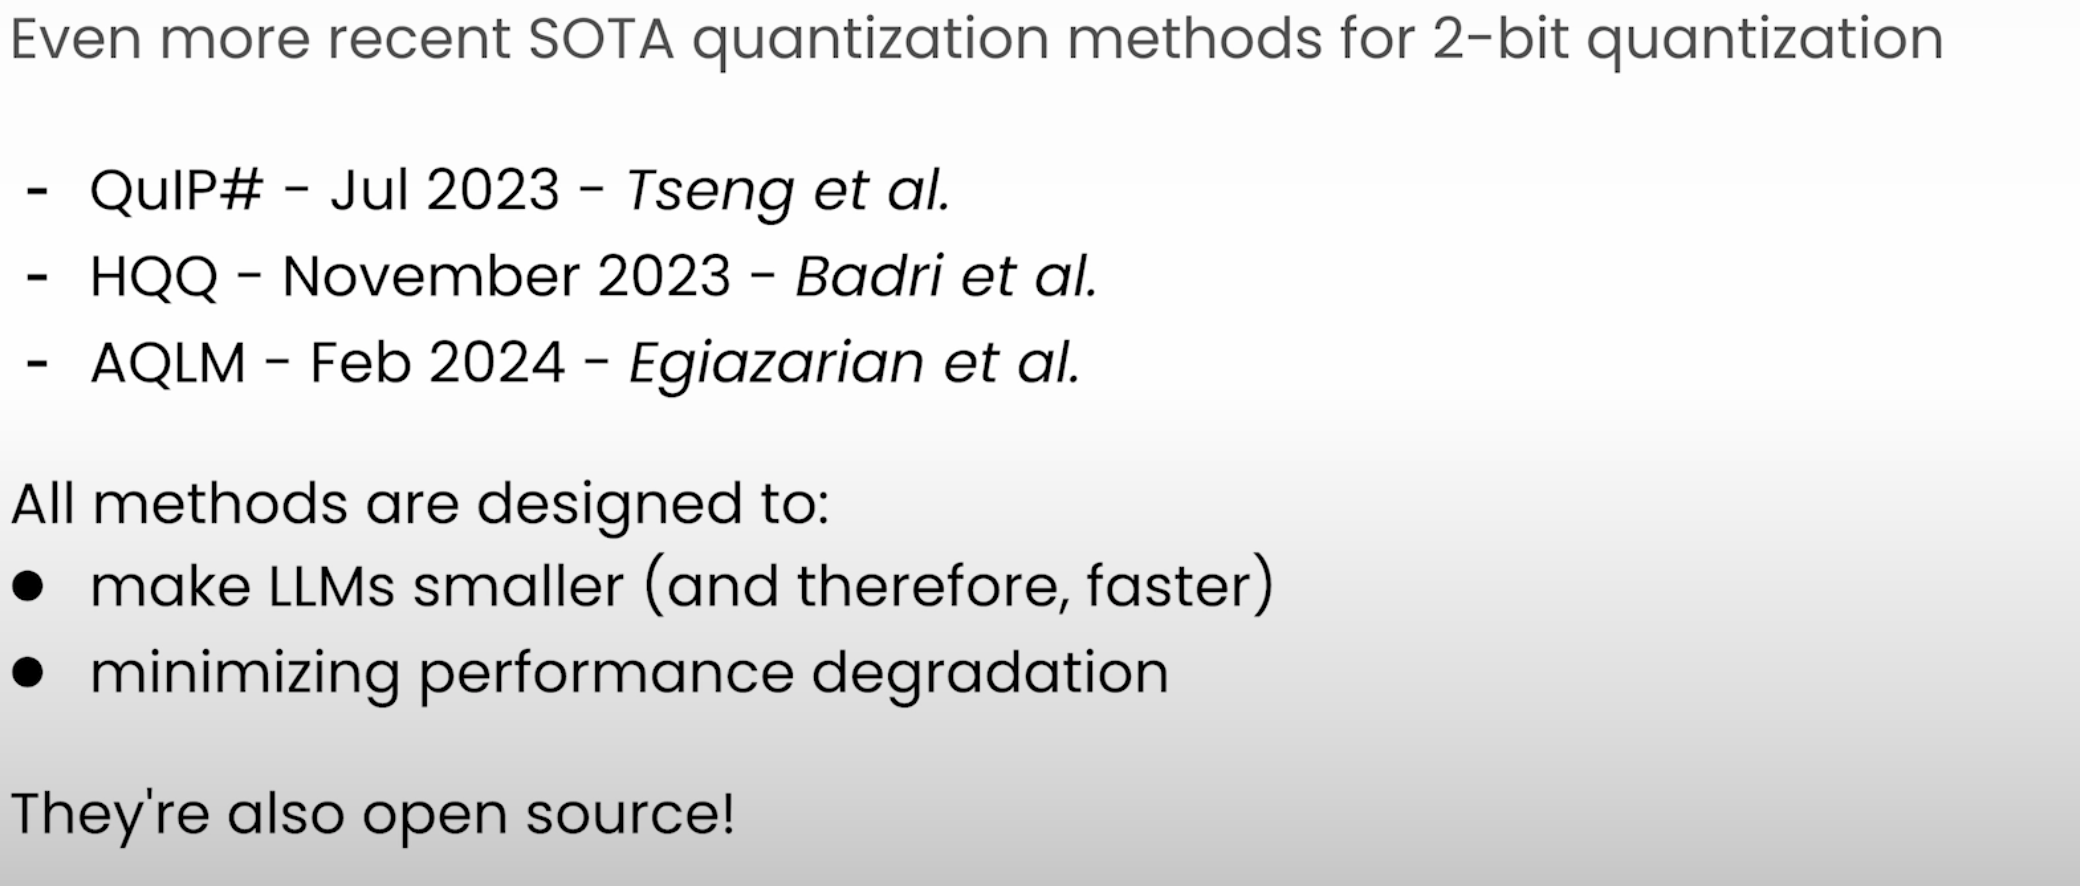 Even more recent SOTA quantization methods for 2-bit quantization
- QuIP# - Jul 2023 - Tseng et al.
- HQQ - November 2023 - Badri et al.
- AQLM - Feb 2024 - Egiazarian et al.
All methods are designed to:
● make LLMs smaller (and therefore, faster)
● minimizing performance degradation
They're also open source!